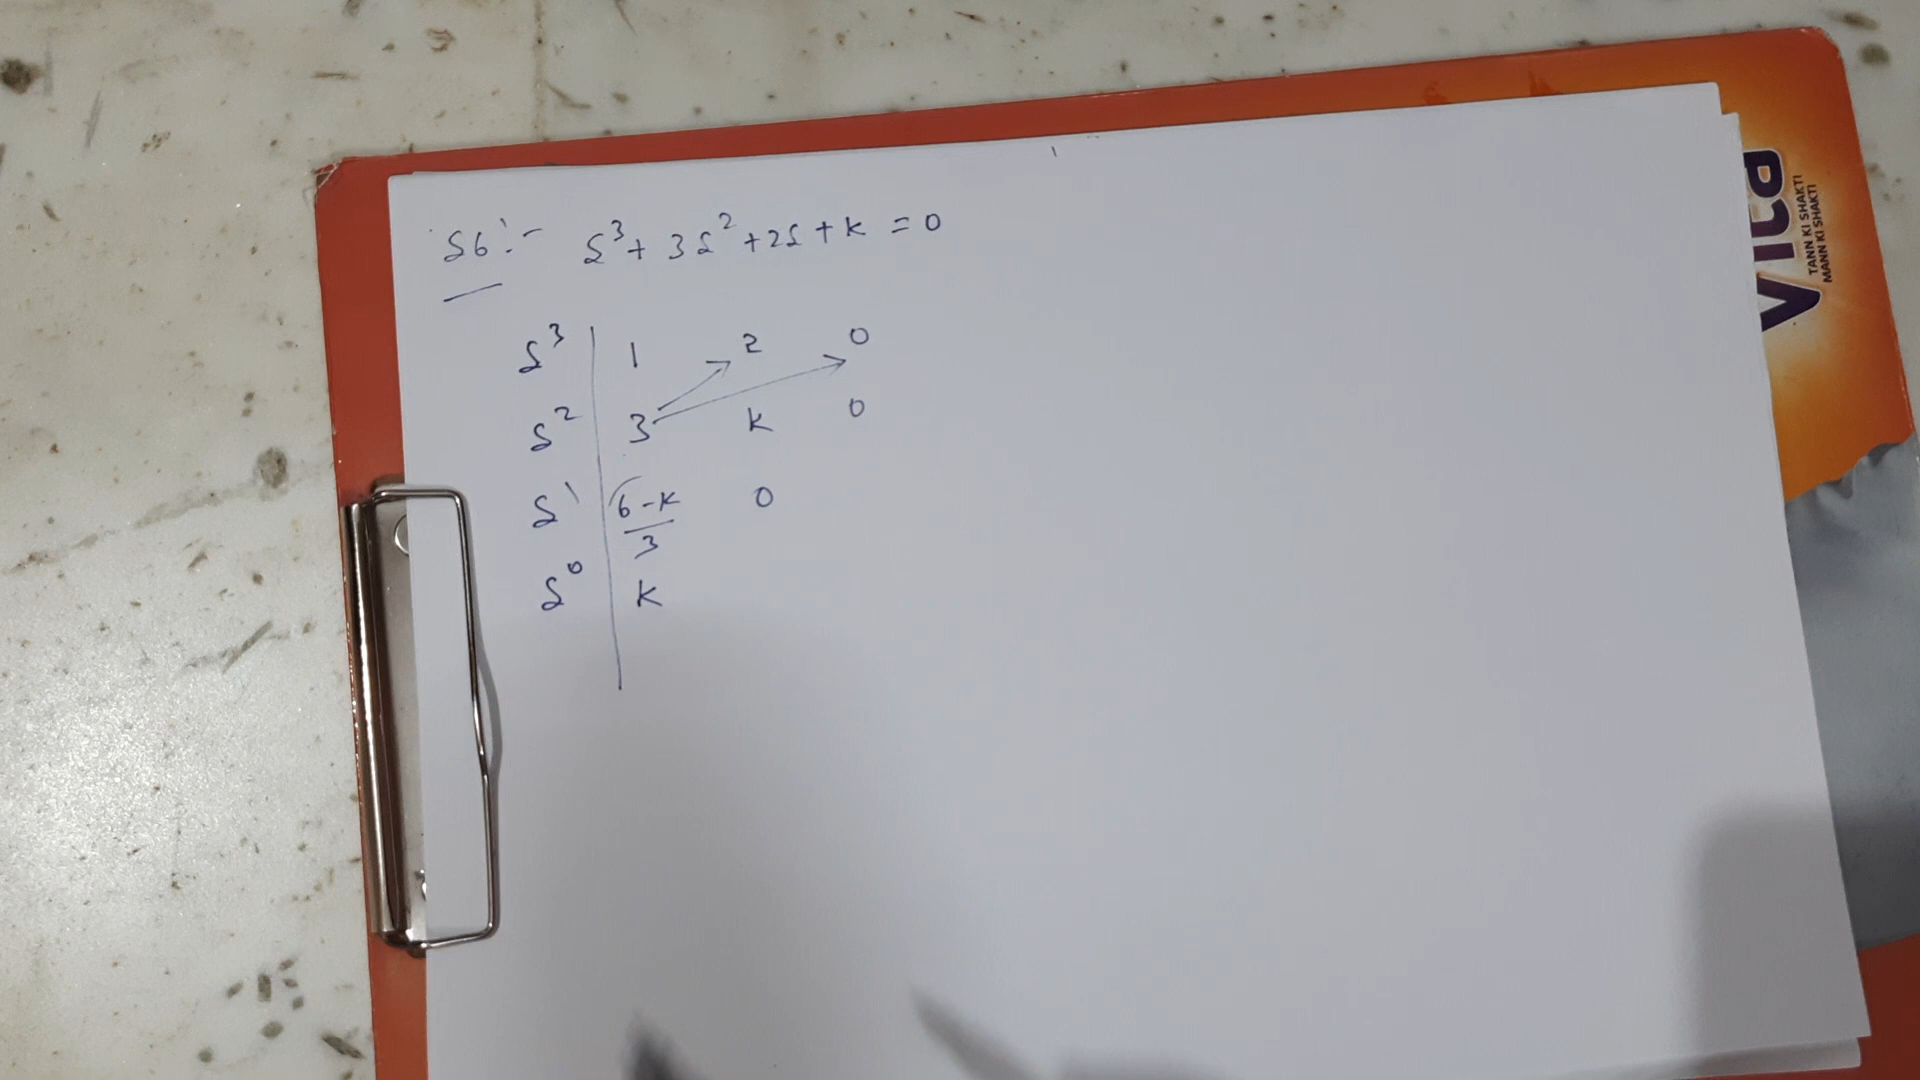 S6:- S³ + 3S² + 2S + K = 0
S³ | 1 2 0
S² | 3 K 0
S¹ | (6-K)/3 0
S⁰ | K
Vita
TANN KI SHAKTI
MANN KI SHAKTI